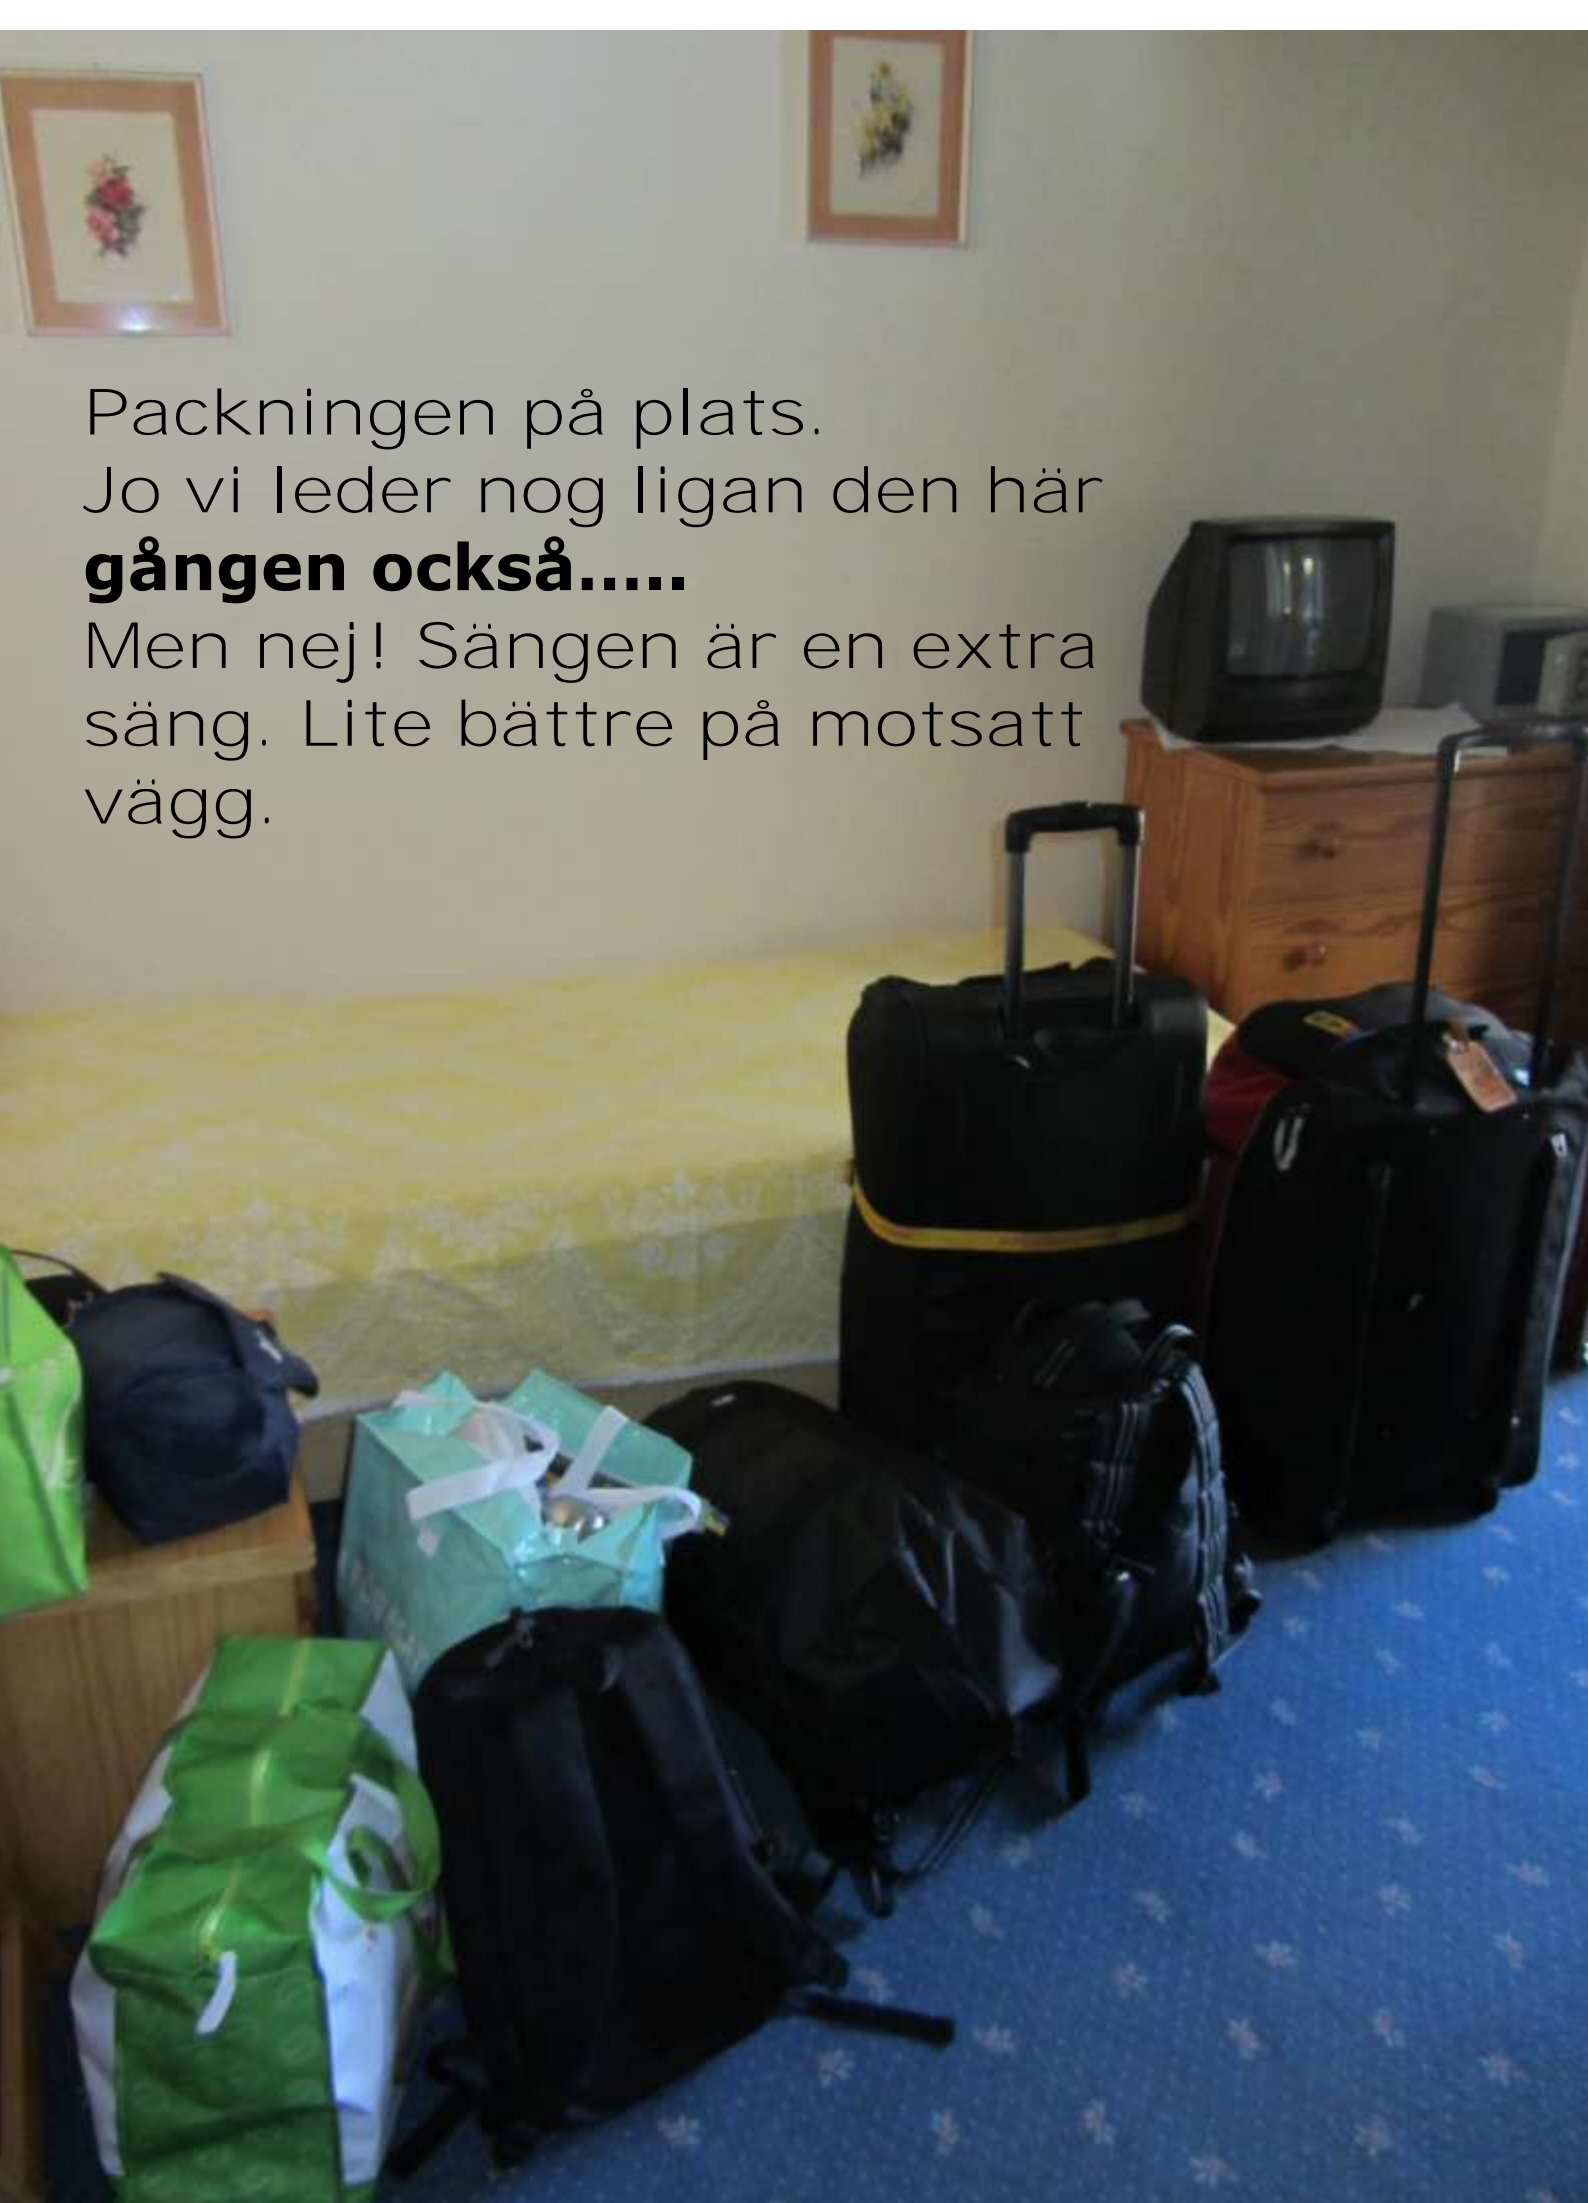 Packningen på plats.
Jo vi leder nog ligan den här
gången också.....
Men nej! Sängen är en extra
säng. Lite bättre på motsatt
vägg.